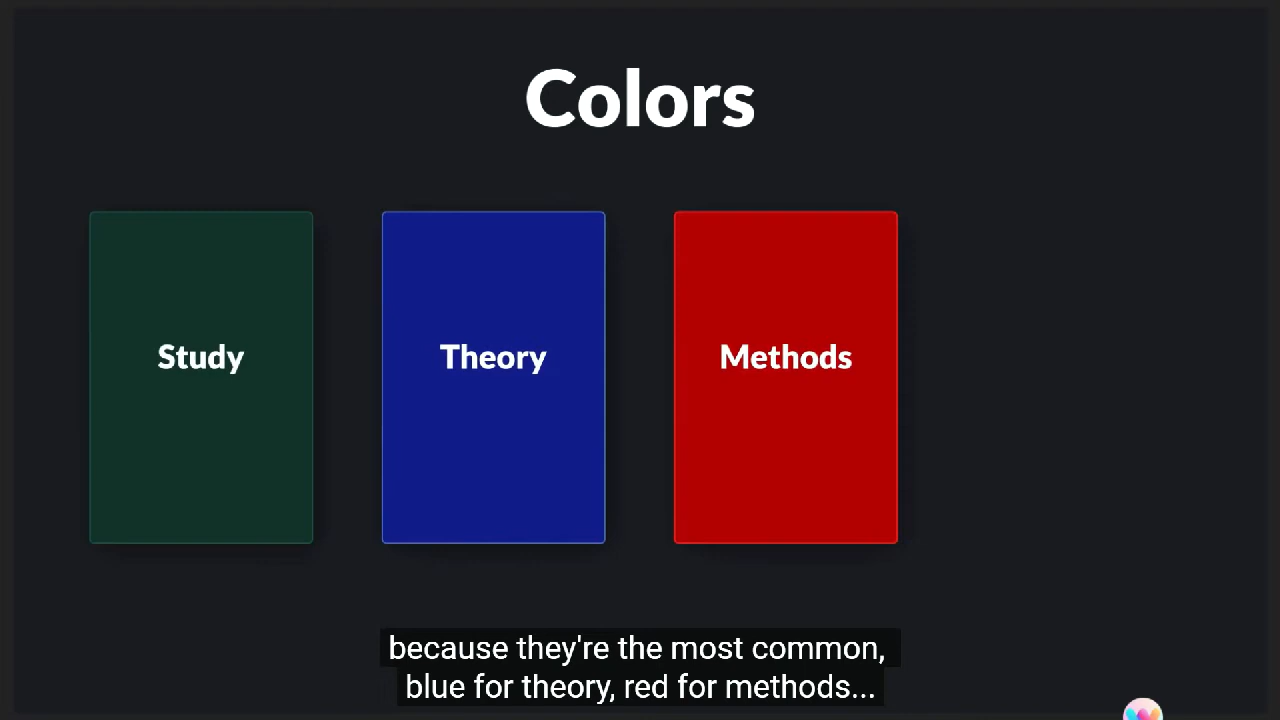 Colors
Study
Theory
Methods
because they're the most common,
blue for theory, red for methods...